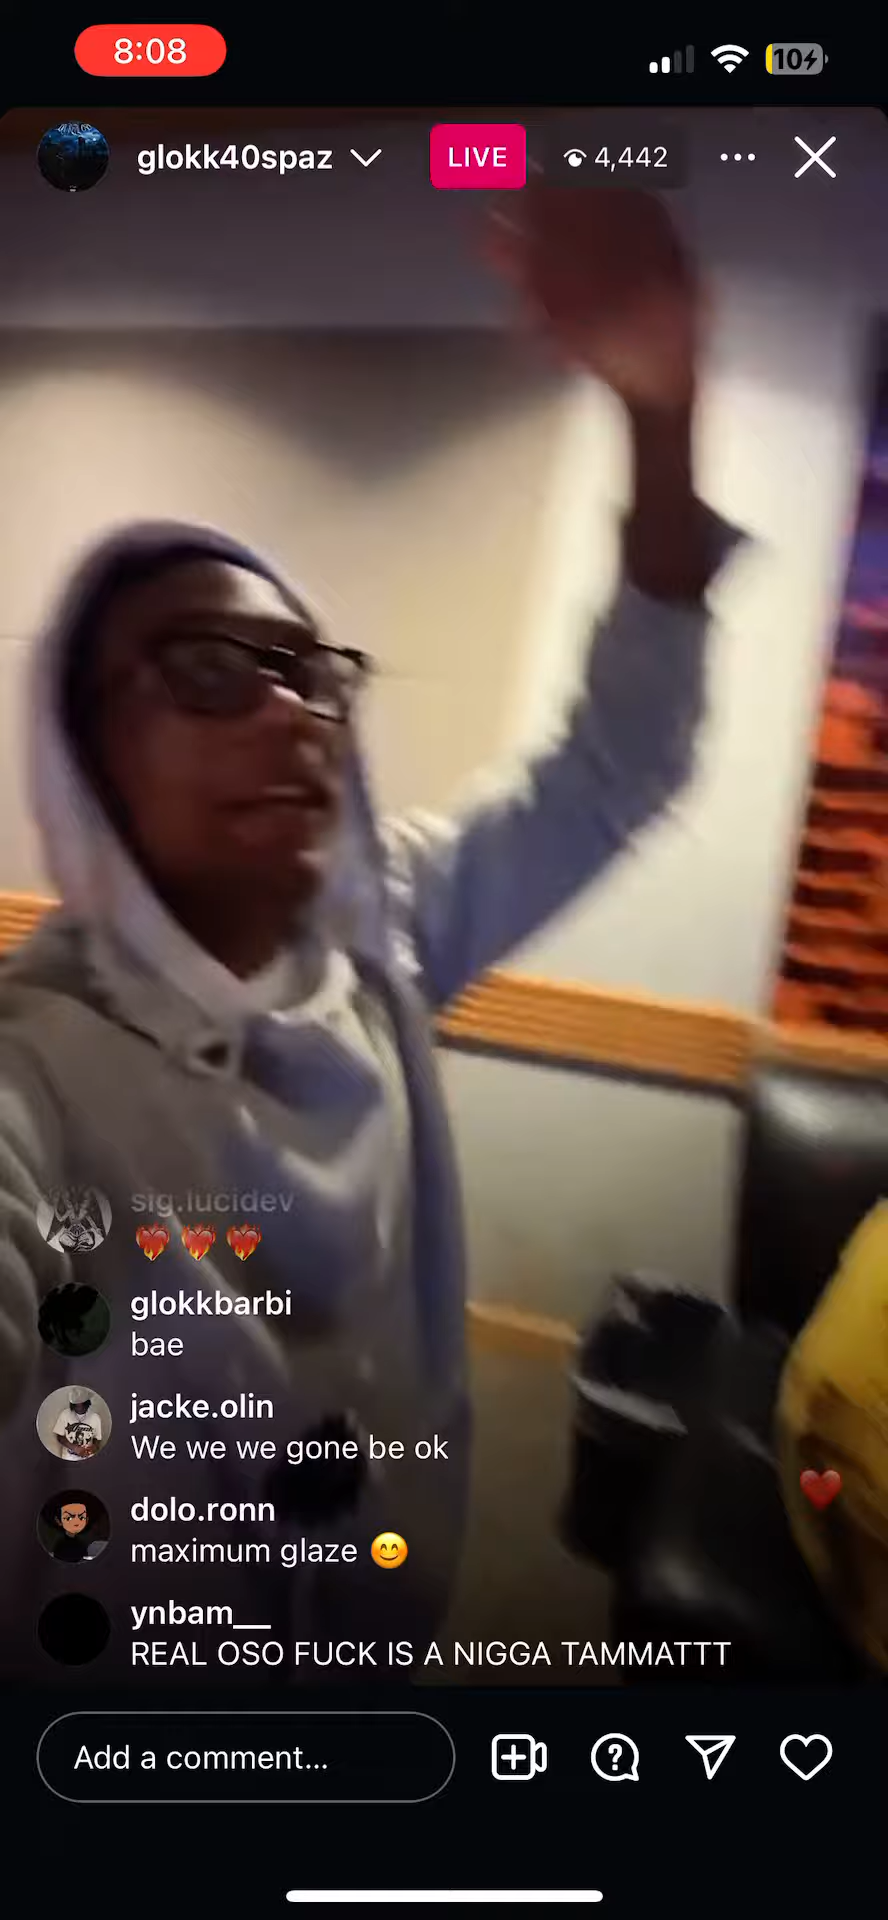 8:08
10
glokk40spaz
LIVE
4,442
sig.lucidev
❤️‍🔥 ❤️‍🔥 ❤️‍🔥
glokkbarbi
bae
jacke.olin
We we we gone be ok
dolo.ronn
maximum glaze 😊
ynbam__
REAL OSO FUCK IS A NIGGA TAMMATTT
Add a comment...